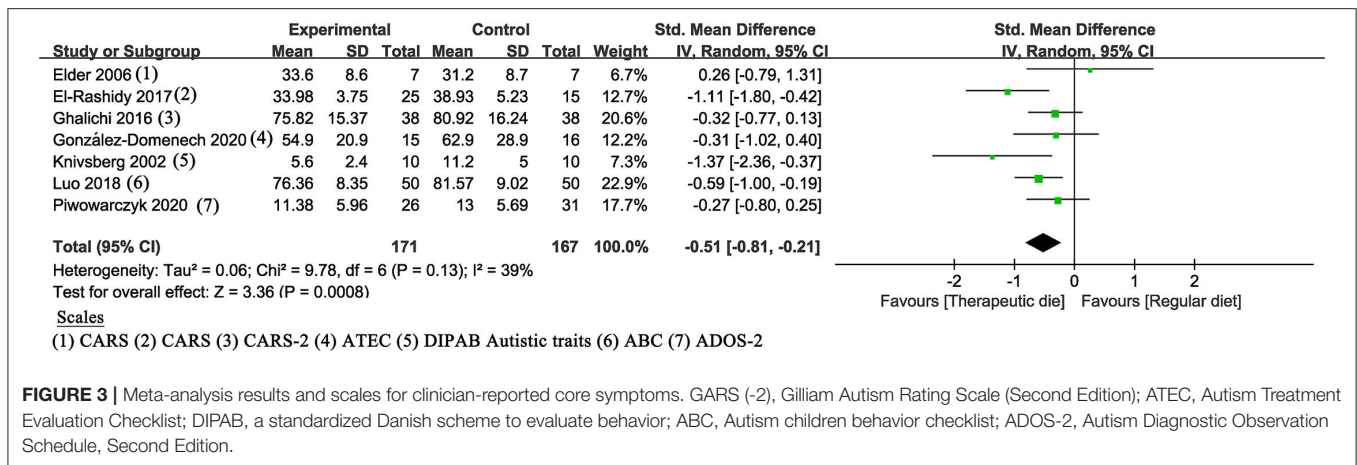 Experimental Control Std. Mean Difference Std. Mean Difference
Study or Subgroup Mean SD Total Mean SD Total Weight IV, Random, 95% CI IV, Random, 95% CI
Elder 2006 (1) 33.6 8.6 7 31.2 8.7 7 6.7% 0.26 [-0.79, 1.31]
El-Rashidy 2017 (2) 33.98 3.75 25 38.93 5.23 15 12.7% -1.11 [-1.80, -0.42]
Ghalichi 2016 (3) 75.82 15.37 38 80.92 16.24 38 20.6% -0.32 [-0.77, 0.13]
González-Domenech 2020 (4) 54.9 20.9 15 62.9 28.9 16 12.2% -0.31 [-1.02, 0.40]
Knivsberg 2002 (5) 5.6 2.4 10 11.2 5 10 7.3% -1.37 [-2.36, -0.37]
Luo 2018 (6) 76.36 8.35 50 81.57 9.02 50 22.9% -0.59 [-1.00, -0.19]
Piwowarczyk 2020 (7) 11.38 5.96 26 13 5.69 31 17.7% -0.27 [-0.80, 0.25]
Total (95% CI) 171 167 100.0% -0.51 [-0.81, -0.21]
Heterogeneity: Tau² = 0.06; Chi² = 9.78, df = 6 (P = 0.13); I² = 39%
Test for overall effect: Z = 3.36 (P = 0.0008)
-2 -1 0 1 2
Favours [Therapeutic die] Favours [Regular diet]
Scales
(1) CARS (2) CARS (3) CARS-2 (4) ATEC (5) DIPAB Autistic traits (6) ABC (7) ADOS-2
FIGURE 3 | Meta-analysis results and scales for clinician-reported core symptoms. GARS (-2), Gilliam Autism Rating Scale (Second Edition); ATEC, Autism Treatment
Evaluation Checklist; DIPAB, a standardized Danish scheme to evaluate behavior; ABC, Autism children behavior checklist; ADOS-2, Autism Diagnostic Observation
Schedule, Second Edition.